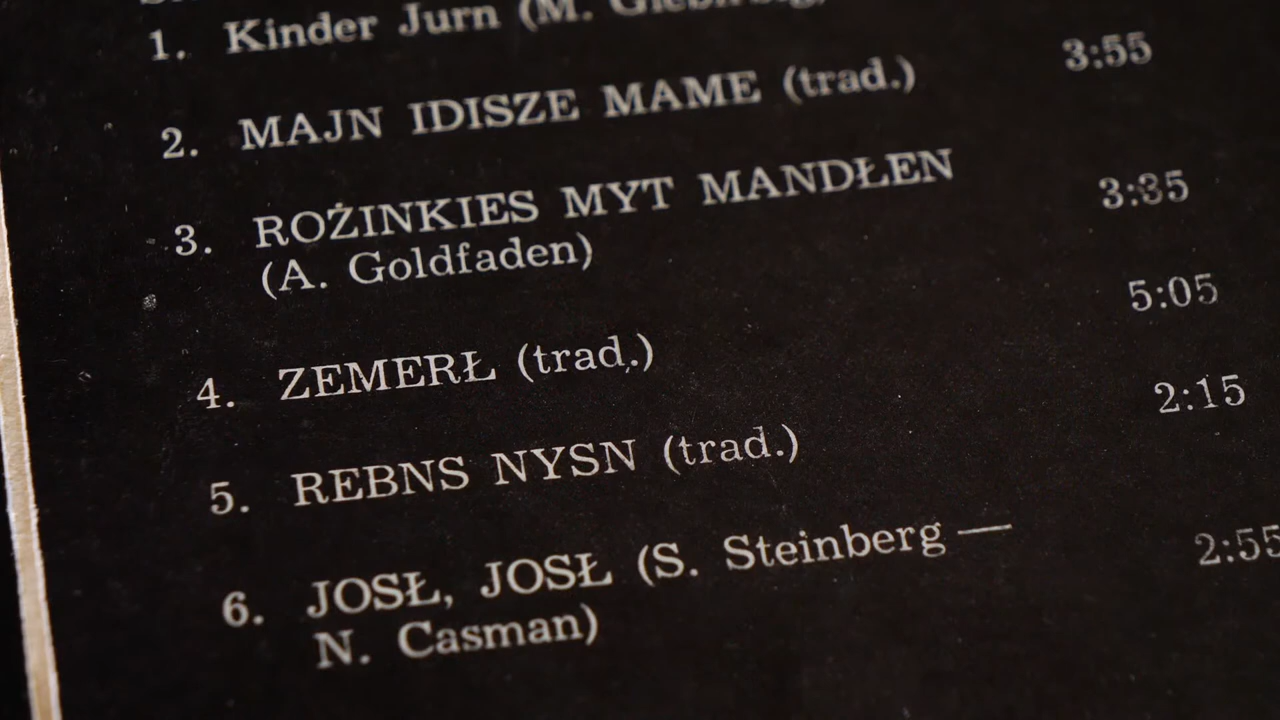 1. Kinder Jurn (M.
2. MAJN IDISZE MAME (trad.) 3:55
3. ROŻINKIES MYT MANDŁEN
(A. Goldfaden) 3:35
4. ZEMERŁ (trad.) 5:05
5. REBNS NYSN (trad.) 2:15
6. JOSŁ, JOSŁ (S. Steinberg —
N. Casman) 2:55